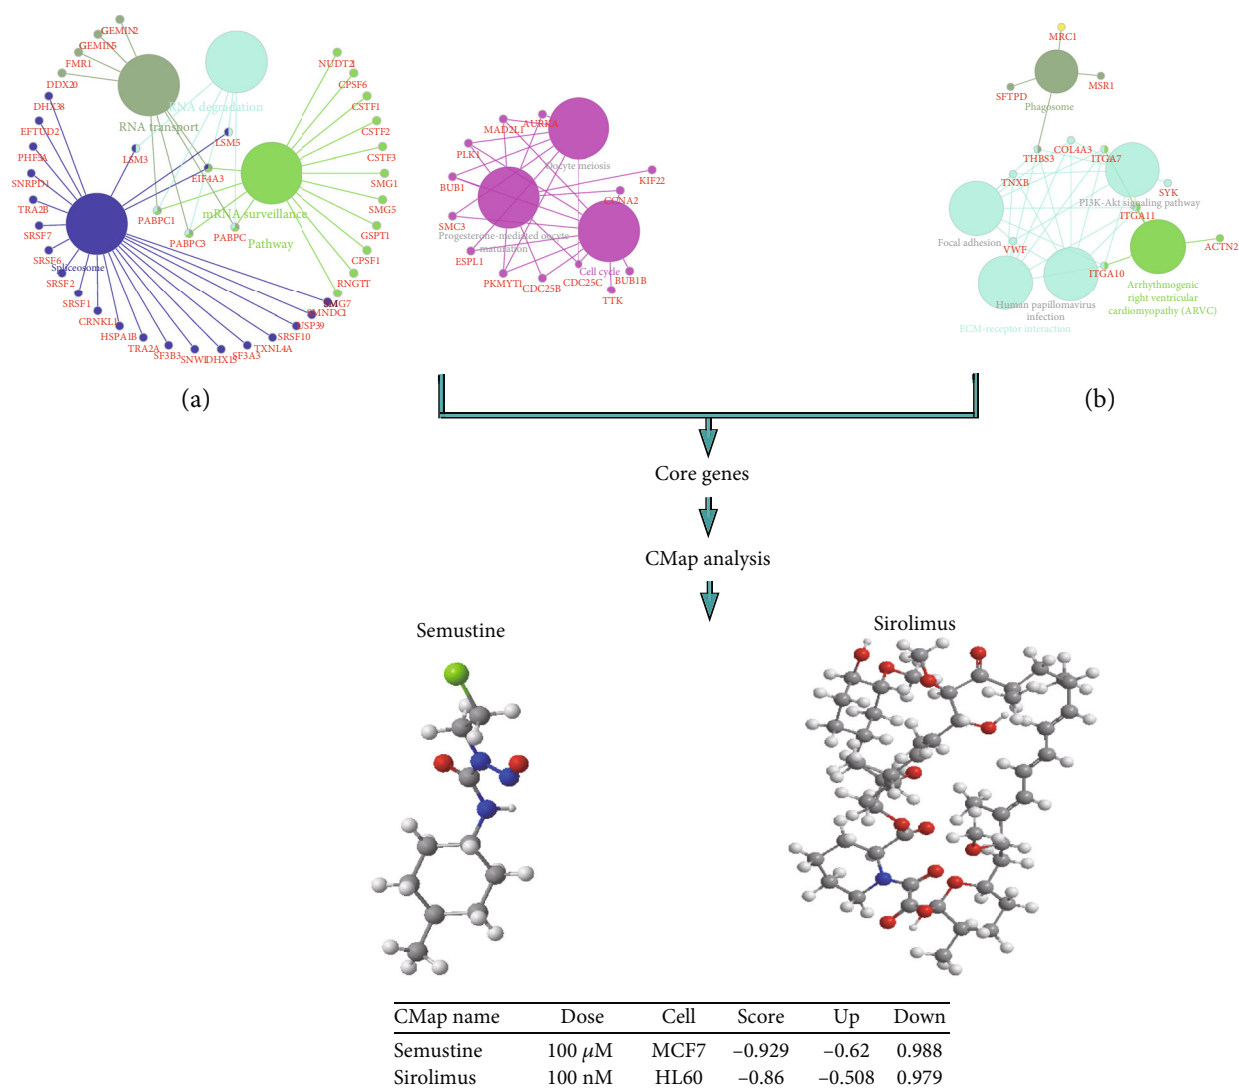 GEMIN2
GEMIN5
FMR1
DDX20
DHX38
EFTUD2
PHF5A
SNRPD1
TRA2B
SRSF7
SRSF6
SRSF2
SRSF1
CRNKL1
HSPA1B
TRA2A
SF3B3
SNW1
DHX15
SF3A3
TXNL4A
SRSF10
USP39
SMNDC1
SMG7
RNGTT
CPSF1
GSPT1
SMG5
SMG1
CSTF3
CSTF2
CSTF1
CPSF6
NUDT21
RNA degradation
RNA transport
LSM3
LSM5
EIF4A3
PABPC1
PABPC3
PABPC
mRNA surveillance
Pathway
Spliceosome
(a)
MAD2L1
AURKA
PLK1
BUB1
SMC3
ESPL1
PKMYT1
CDC25B
CDC25C
TTK
BUB1B
CCNA2
KIF22
Oocyte meiosis
Progesterone-mediated oocyte
maturation
Cell cycle
MRC1
SFTPD
MSR1
Phagosome
THBS3
COL4A3
ITGA7
TNXB
SYK
PI3K-Akt signaling pathway
ITGA11
Focal adhesion
VWF
ACTN2
ITGA10
Arrhythmogenic
right ventricular
cardiomyopathy (ARVC)
Human papillomavirus
infection
ECM-receptor interaction
(b)
Core genes
CMap analysis
Semustine
Sirolimus
CMap name Dose Cell Score Up Down
Semustine 100 μM MCF7 –0.929 –0.62 0.988
Sirolimus 100 nM HL60 –0.86 –0.508 0.979